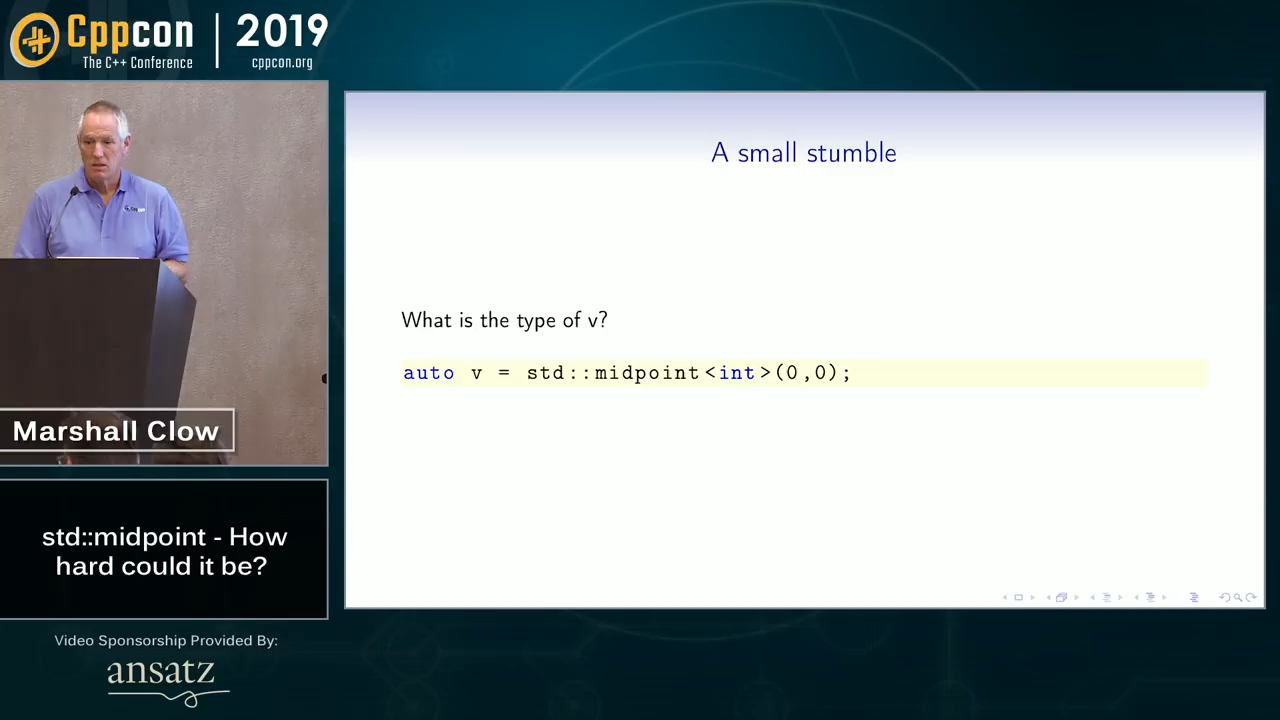 Cppcon | 2019
The C++ Conference
cppcon.org
A small stumble
What is the type of v?
auto v = std::midpoint<int>(0,0);
Marshall Clow
std::midpoint - How
hard could it be?
Video Sponsorship Provided By:
ansatz